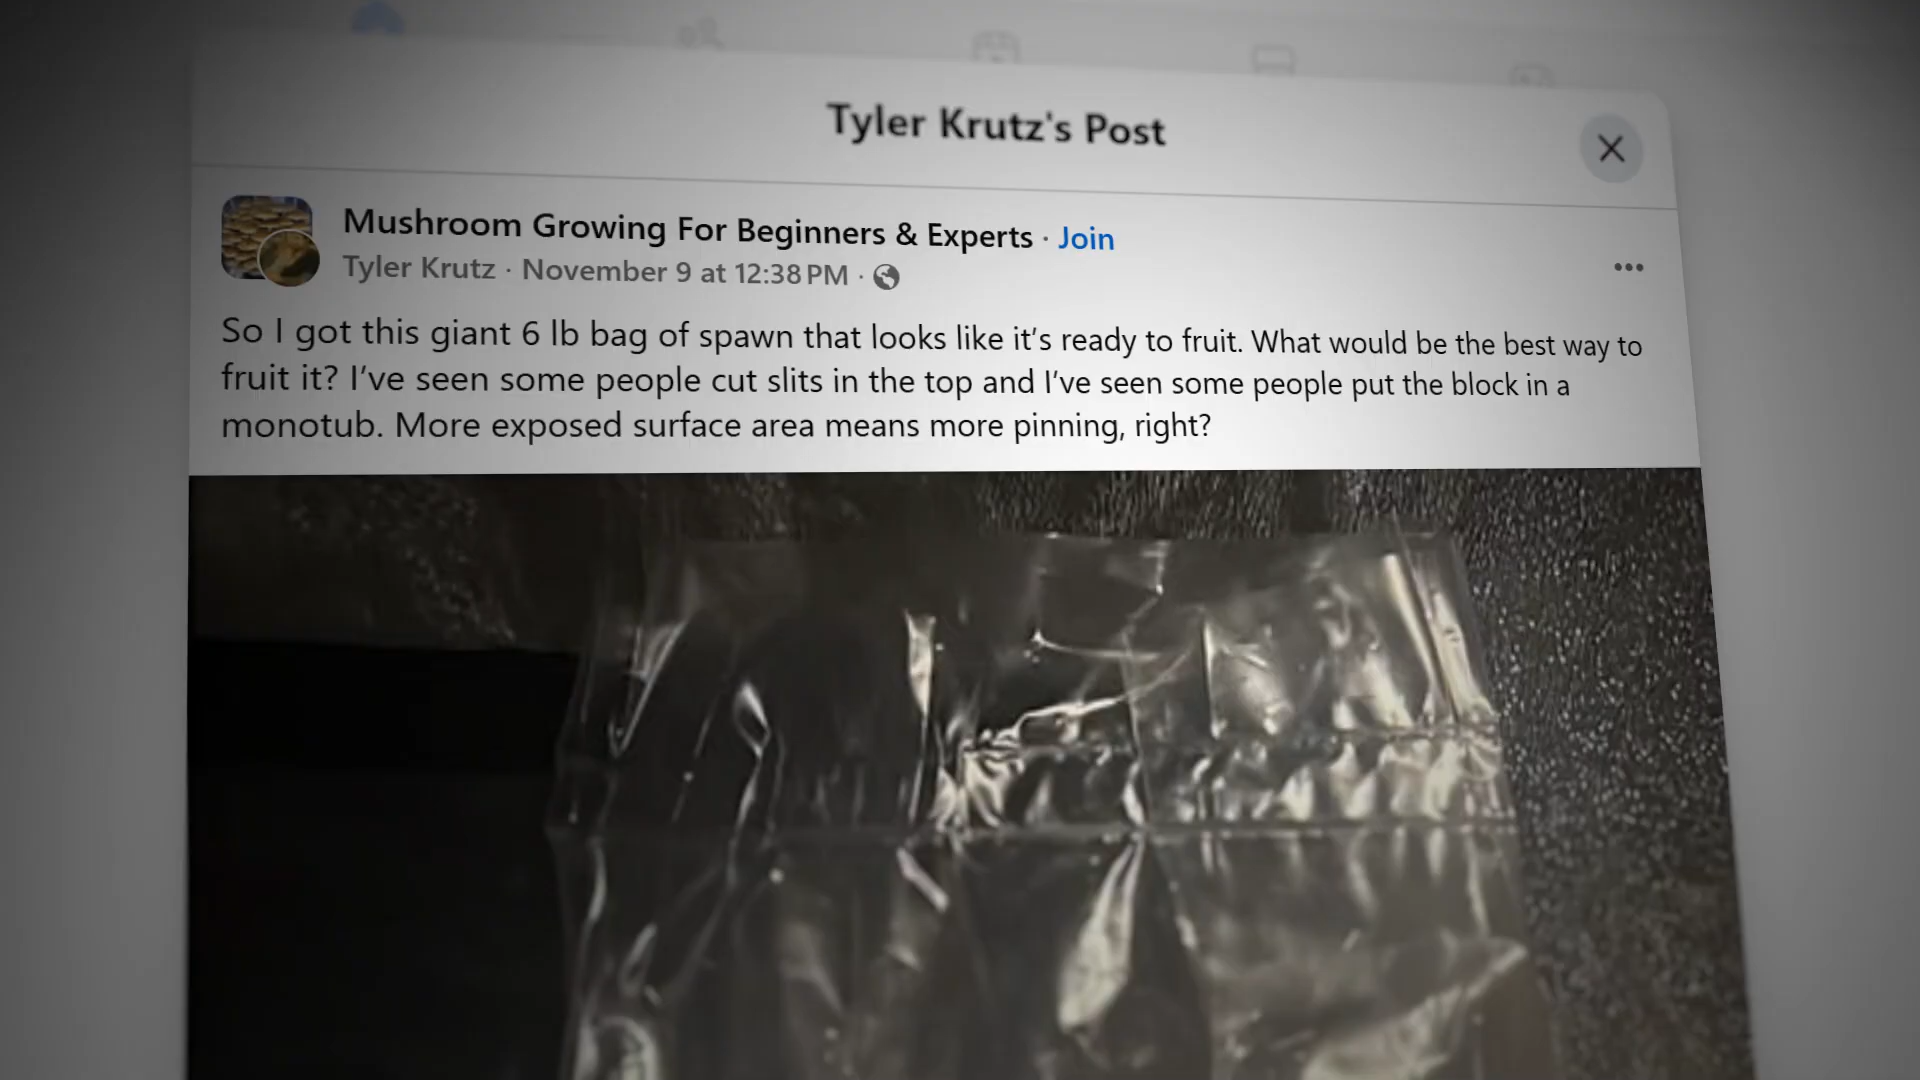 Tyler Krutz's Post
Mushroom Growing For Beginners & Experts · Join
Tyler Krutz · November 9 at 12:38 PM ·
So I got this giant 6 lb bag of spawn that looks like it’s ready to fruit. What would be the best way to
fruit it? I’ve seen some people cut slits in the top and I’ve seen some people put the block in a
monotub. More exposed surface area means more pinning, right?